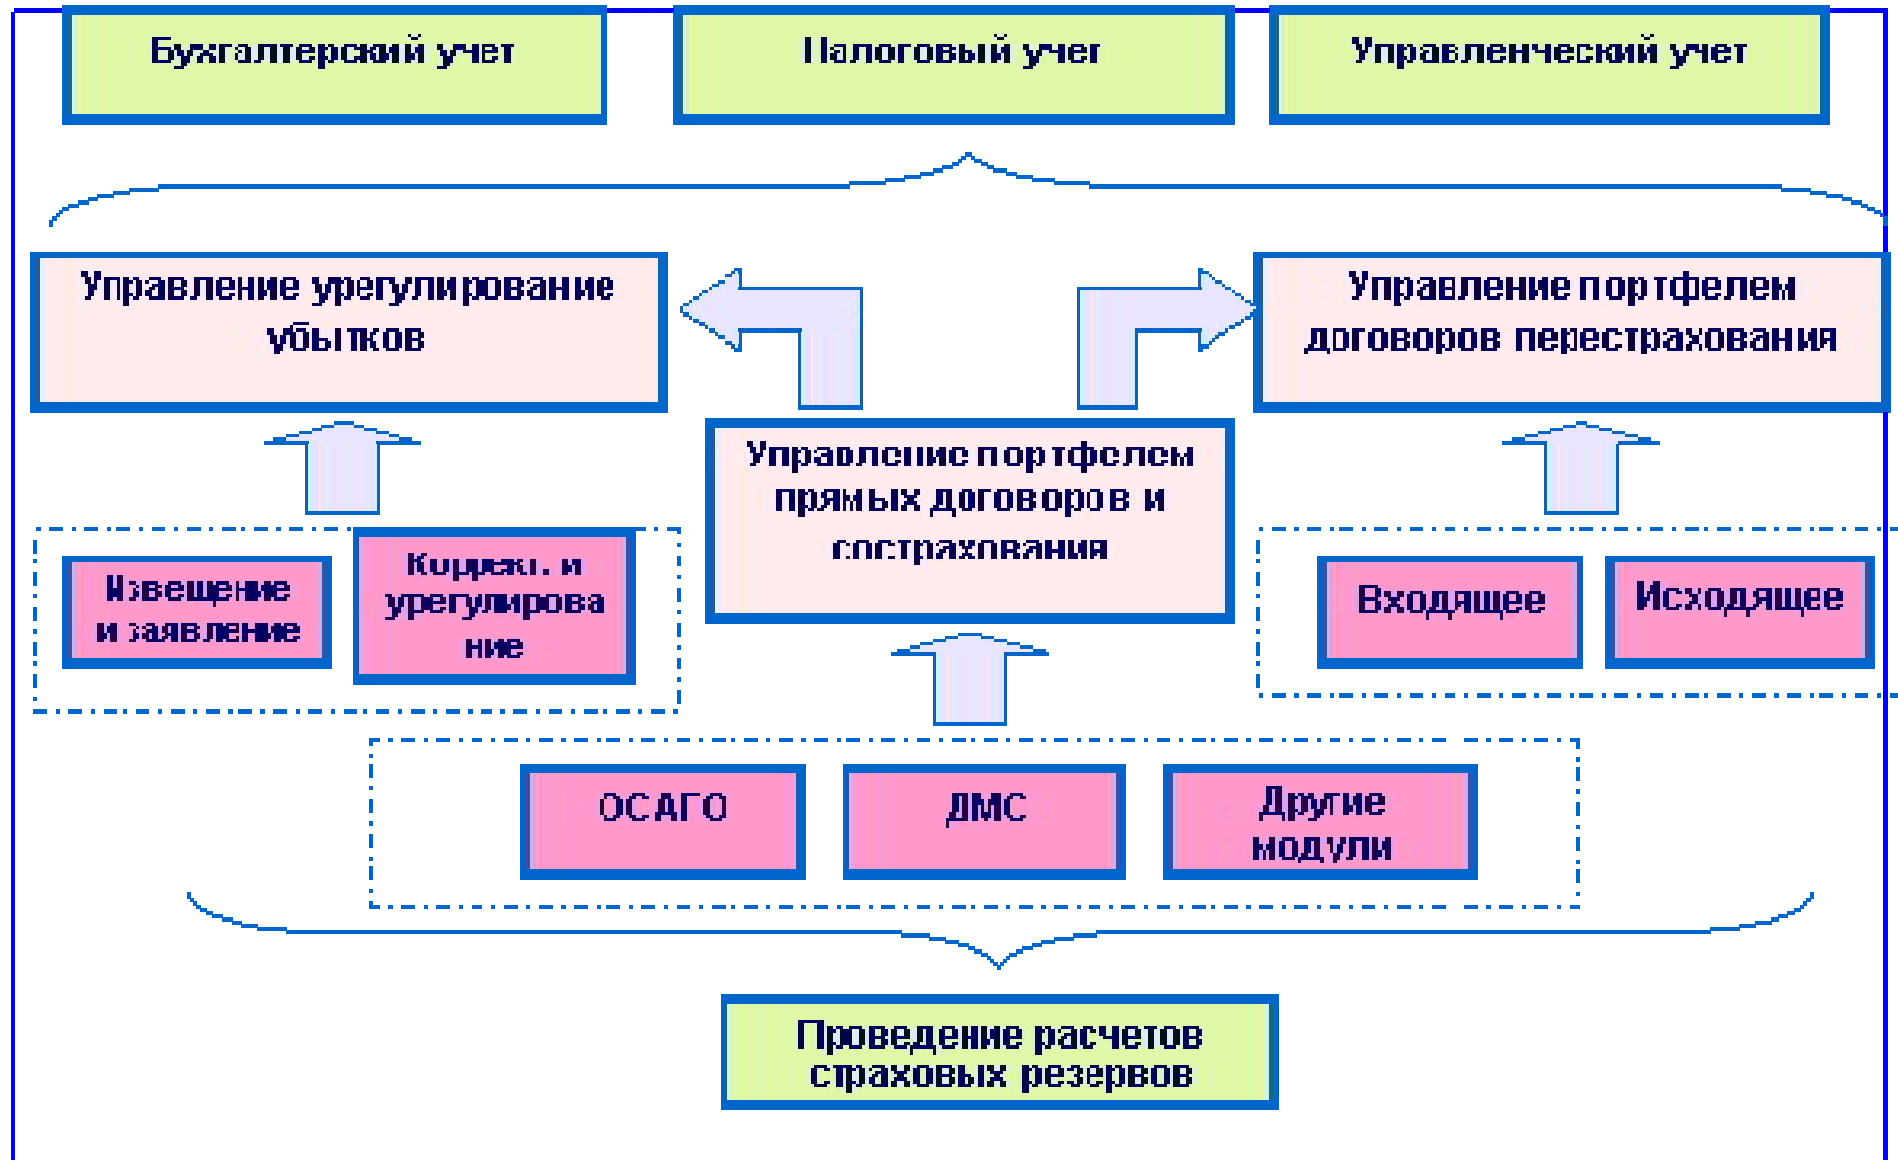 Бухгалтерский учет
Налоговый учет
Управленческий учет
Управление урегулирование
убытков
Управление портфелем
договоров перестрахования
Управление портфелем
прямых договоров и
сострахования
Извещение
и заявление
Коррект. и
урегулирова
ние
Входящее
Исходящее
ОСАГО
ДМС
Другие
модули
Проведение расчетов
страховых резервов